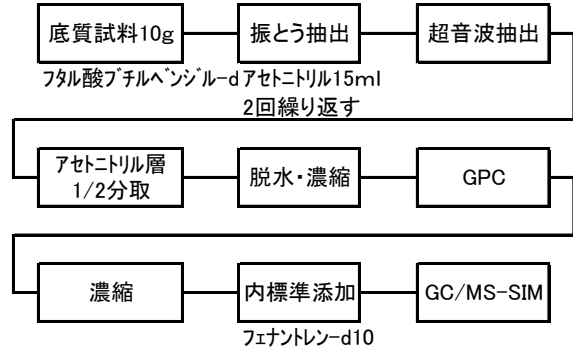 底質試料10g
振とう抽出
超音波抽出
フタル酸ブチルベンジル-d
アセトニトリル15ml
2回繰り返す
アセトニトリル層
1/2分取
脱水・濃縮
GPC
濃縮
内標準添加
GC/MS-SIM
フェナントレン-d10